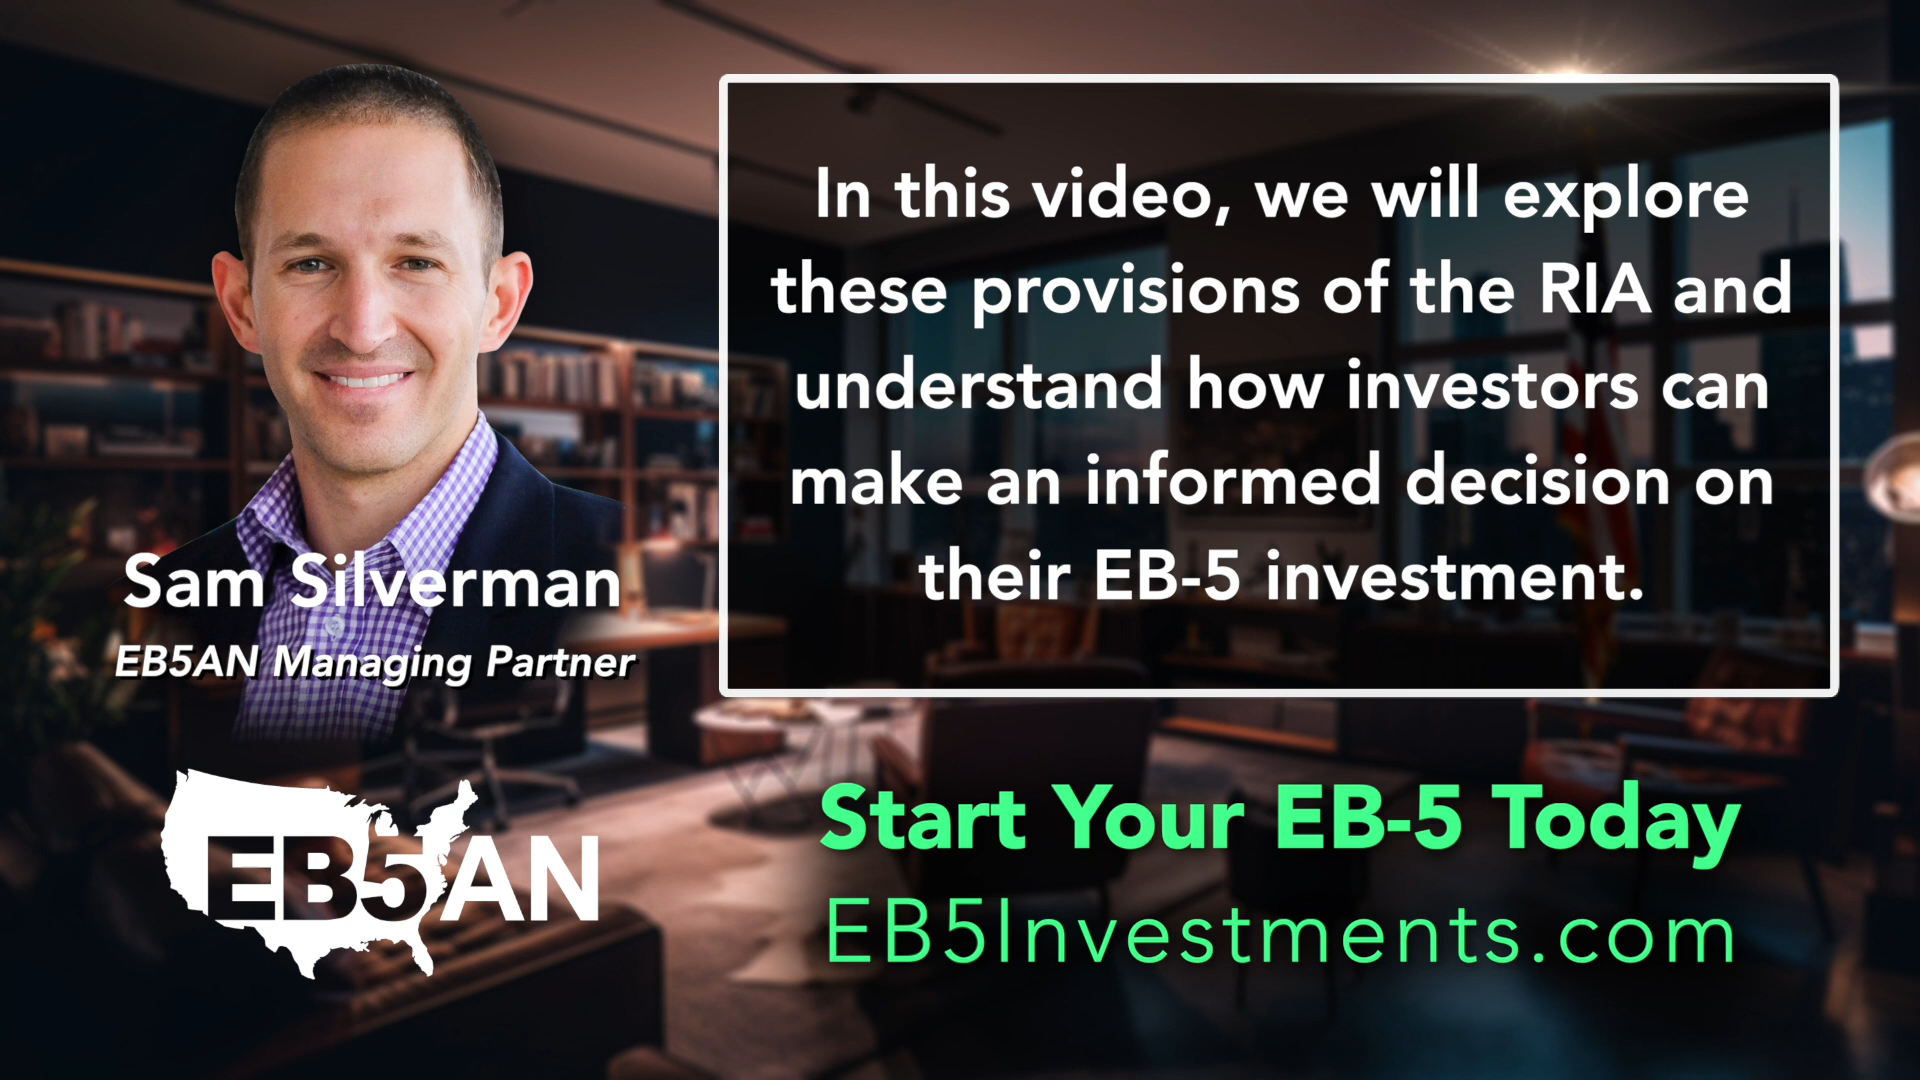 In this video, we will explore
these provisions of the RIA and
understand how investors can
make an informed decision on
their EB-5 investment.
Sam Silverman
EB5AN Managing Partner
EB5AN
Start Your EB-5 Today
EB5Investments.com